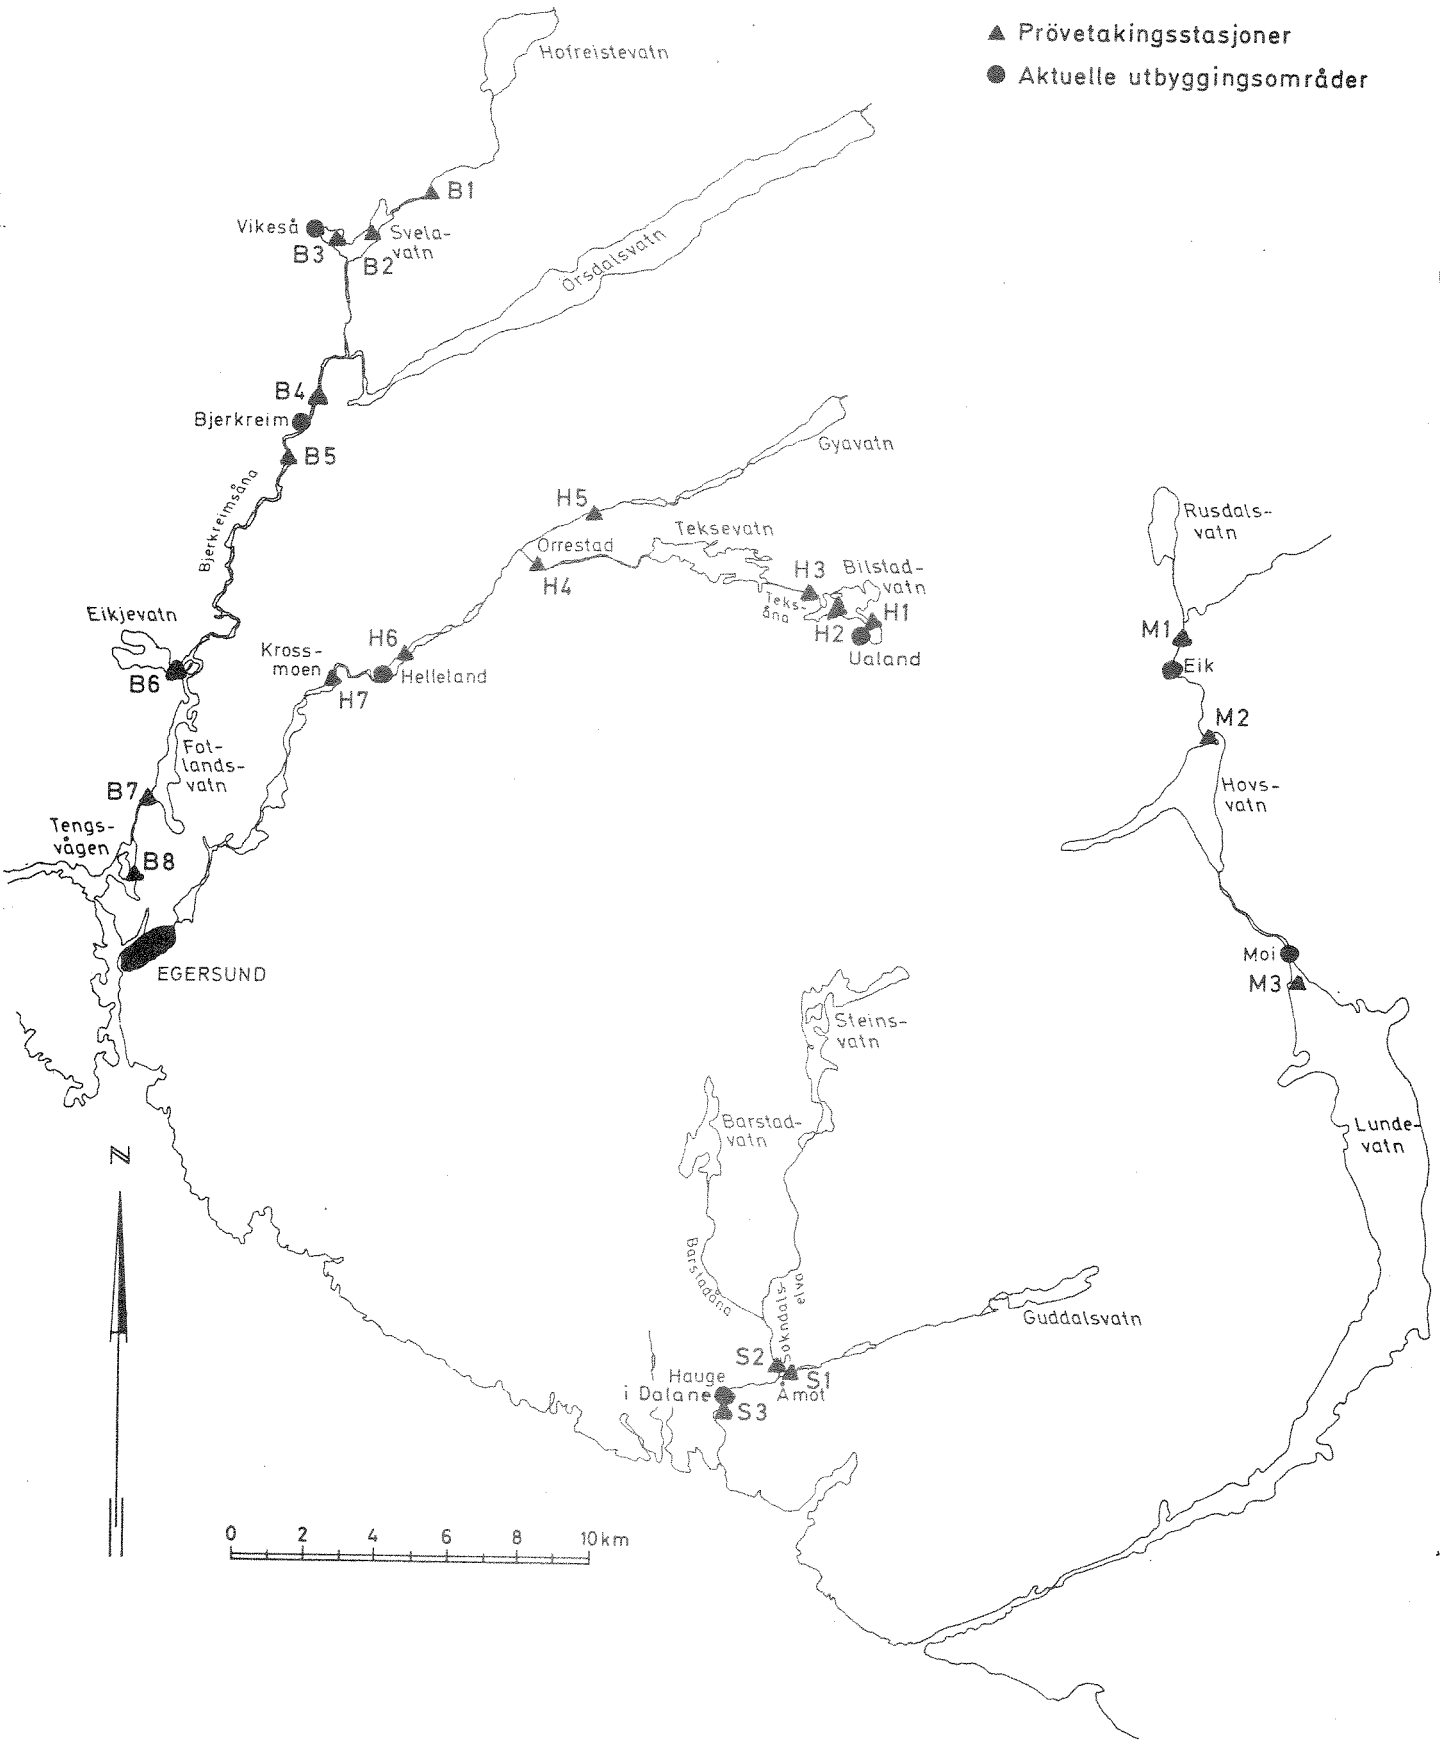 ▲ Prövetakingsstasjoner
● Aktuelle utbyggingsområder
Hofreistevatn
B1
Vikeså
B3
B2
Svela-
vatn
Örsdalsvatn
B4
Bjerkreim
B5
Gyavatn
Bjerkreimsåna
H5
Orrestad
H4
Teksevatn
H3
Bilstad-
vatn
Teks-
åna
H2
H1
Ualand
Rusdals-
vatn
M1
Eik
M2
Hovs-
vatn
Eikjevatn
B6
Kross-
moen
H6
Helleland
H7
Fot-
lands-
vatn
B7
Tengs-
vågen
B8
EGERSUND
Moi
M3
Steins-
vatn
Barstad-
vatn
Lunde-
vatn
N
Barstadåna
Sokndals-
elva
Guddalsvatn
S2
S1
Åmot
Hauge
i Dalane
S3
0 2 4 6 8 10 km